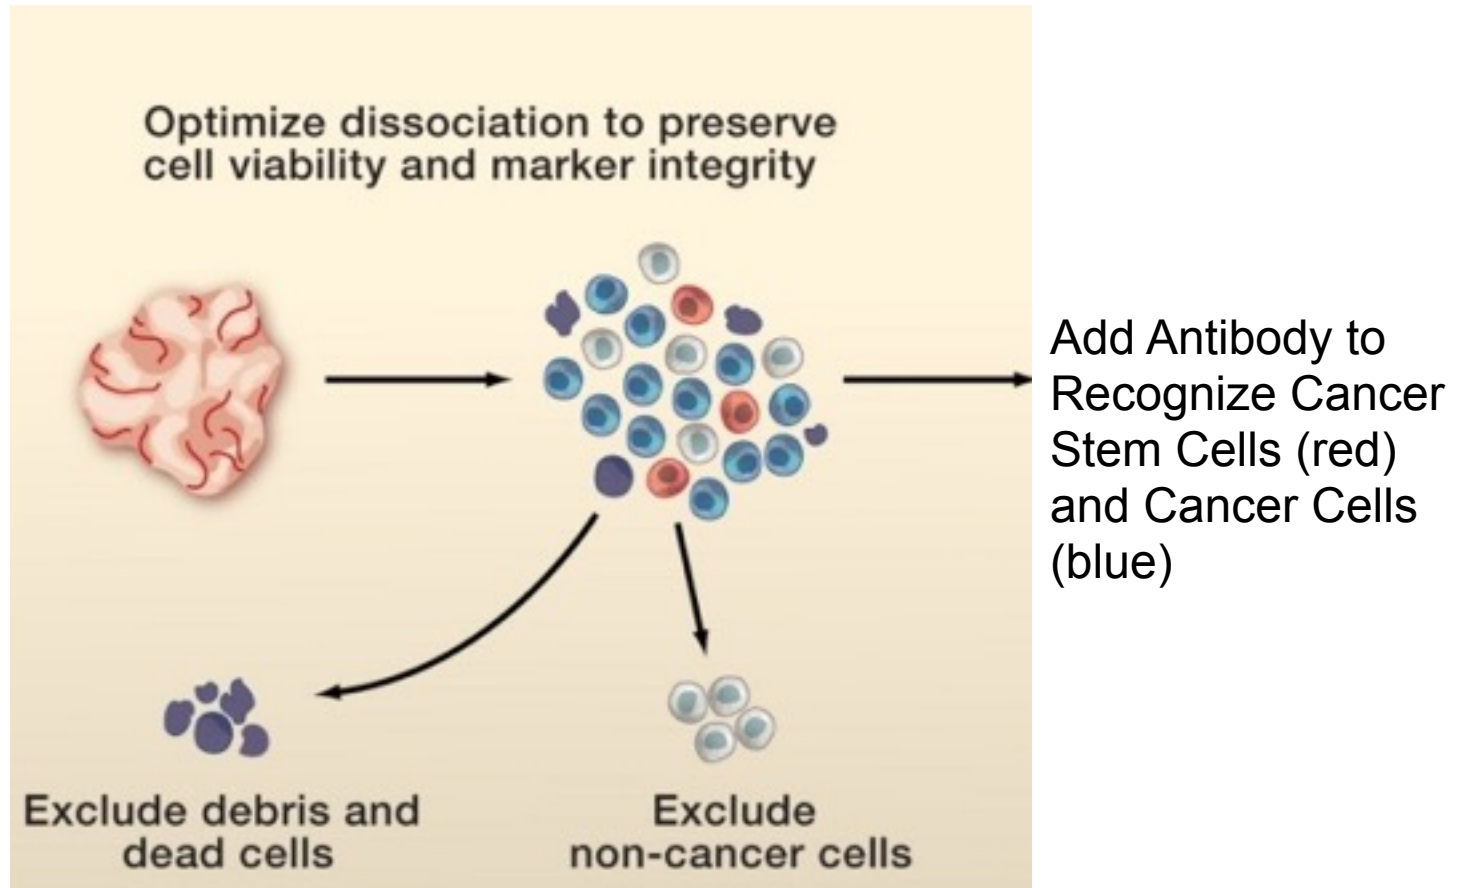 Optimize dissociation to preserve
cell viability and marker integrity
Add Antibody to
Recognize Cancer
Stem Cells (red)
and Cancer Cells
(blue)
Exclude debris and
dead cells
Exclude
non-cancer cells